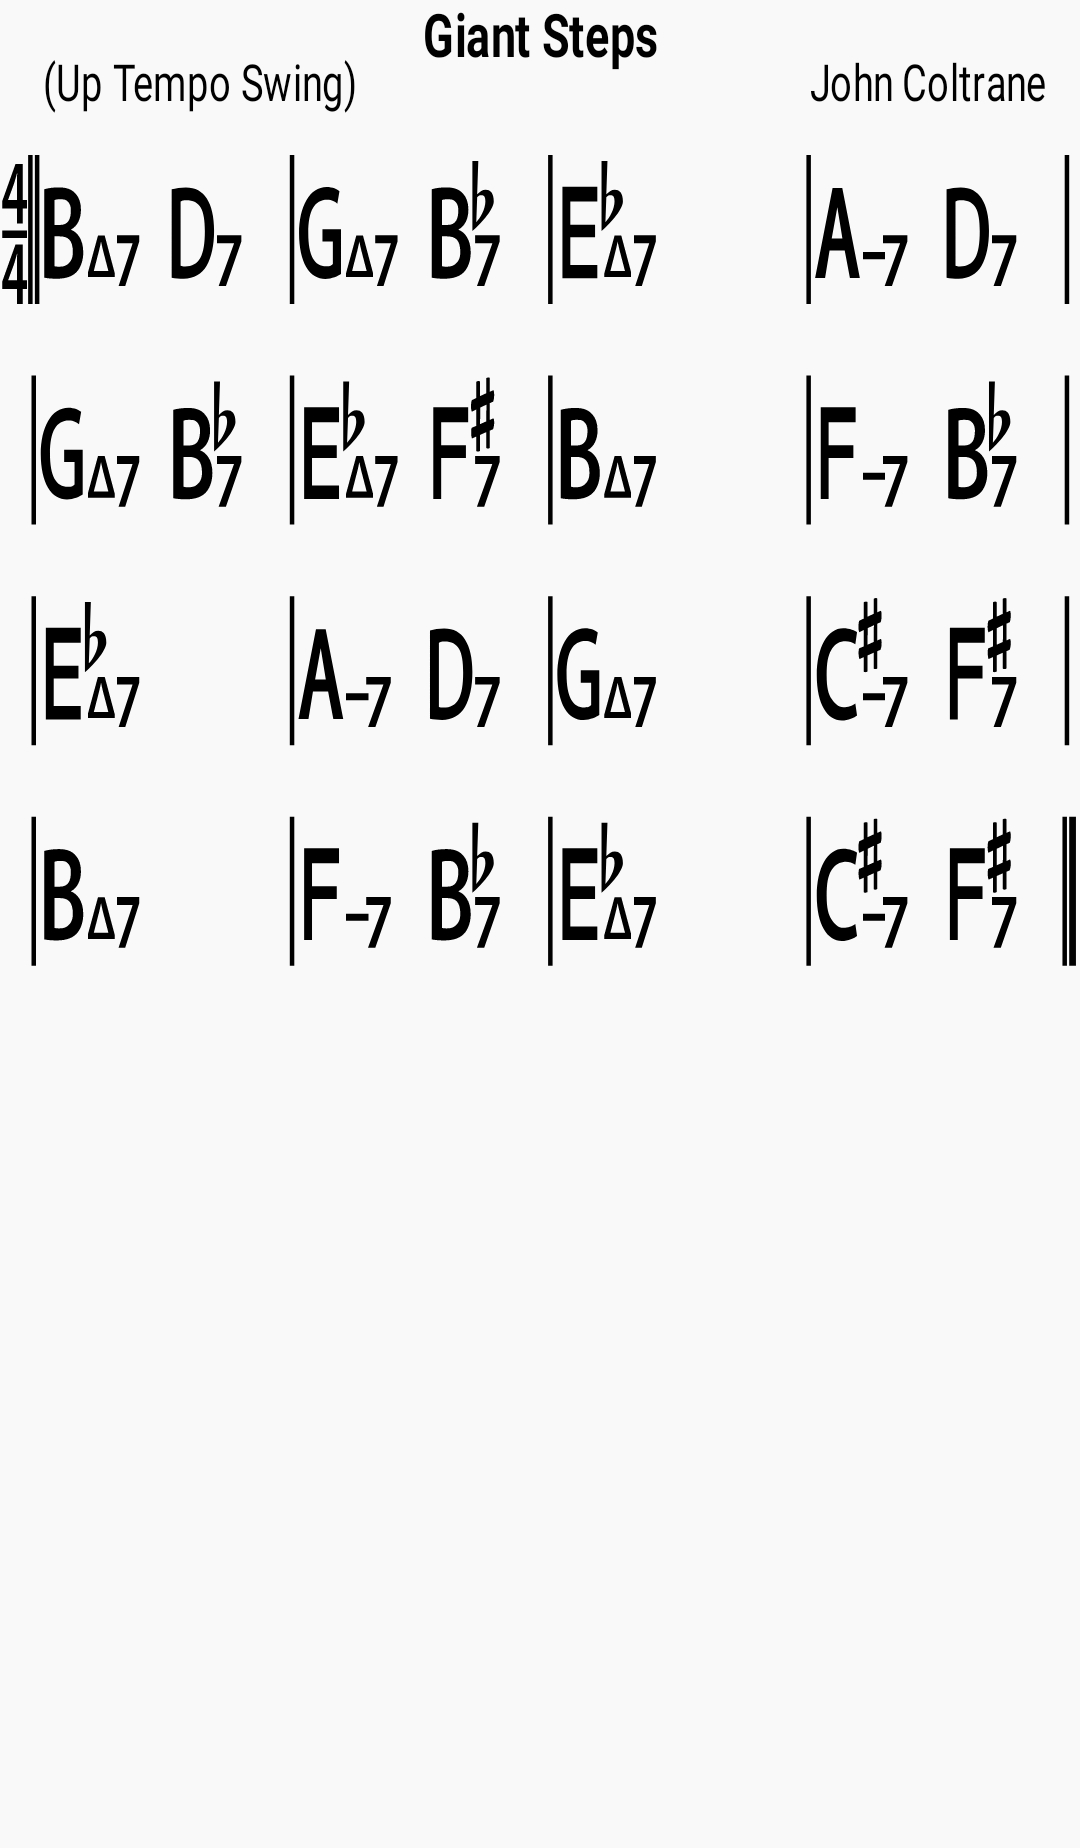 Giant Steps
(Up Tempo Swing) John Coltrane
4/4 BΔ7 D7 | GΔ7 B♭7 | E♭Δ7 | A–7 D7 |
| GΔ7 B♭7 | E♭Δ7 F♯7 | BΔ7 | F–7 B♭7 |
| E♭Δ7 | A–7 D7 | GΔ7 | C♯–7 F♯7 |
| BΔ7 | F–7 B♭7 | E♭Δ7 | C♯–7 F♯7 ‖